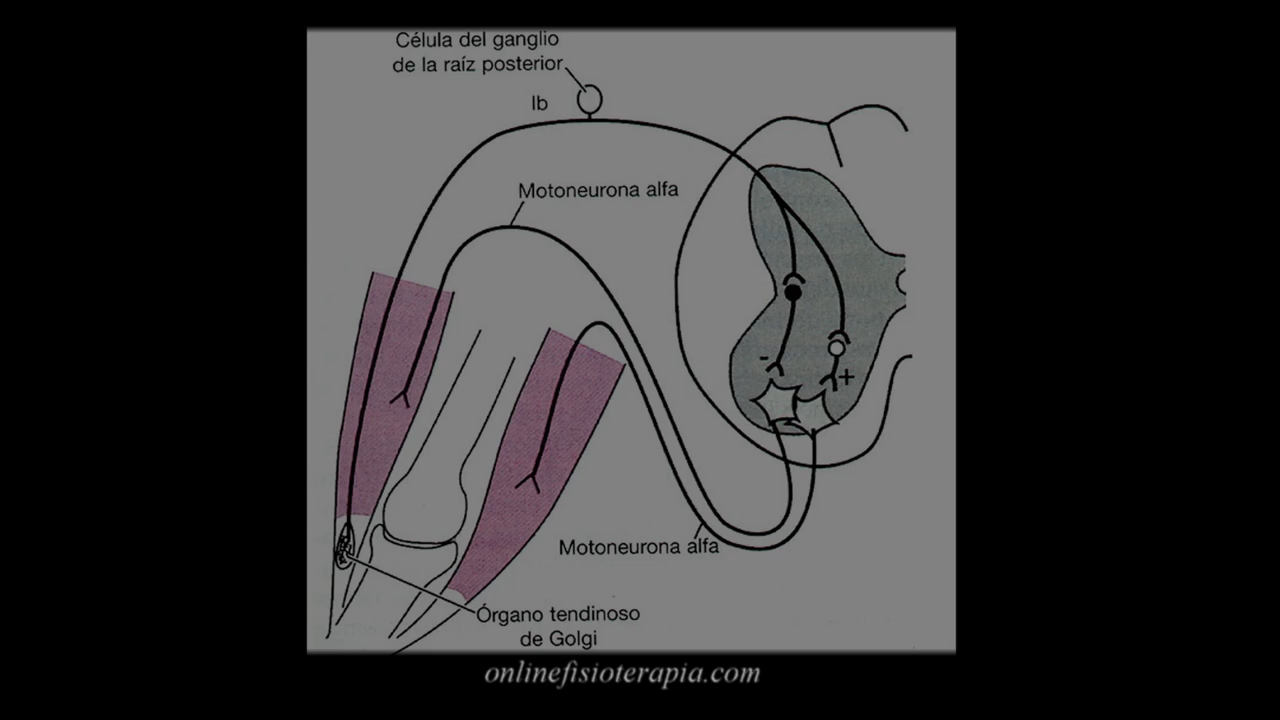 Célula del ganglio
de la raíz posterior
Ib
Motoneurona alfa
-
+
Motoneurona alfa
Órgano tendinoso
de Golgi
onlinefisioterapia.com